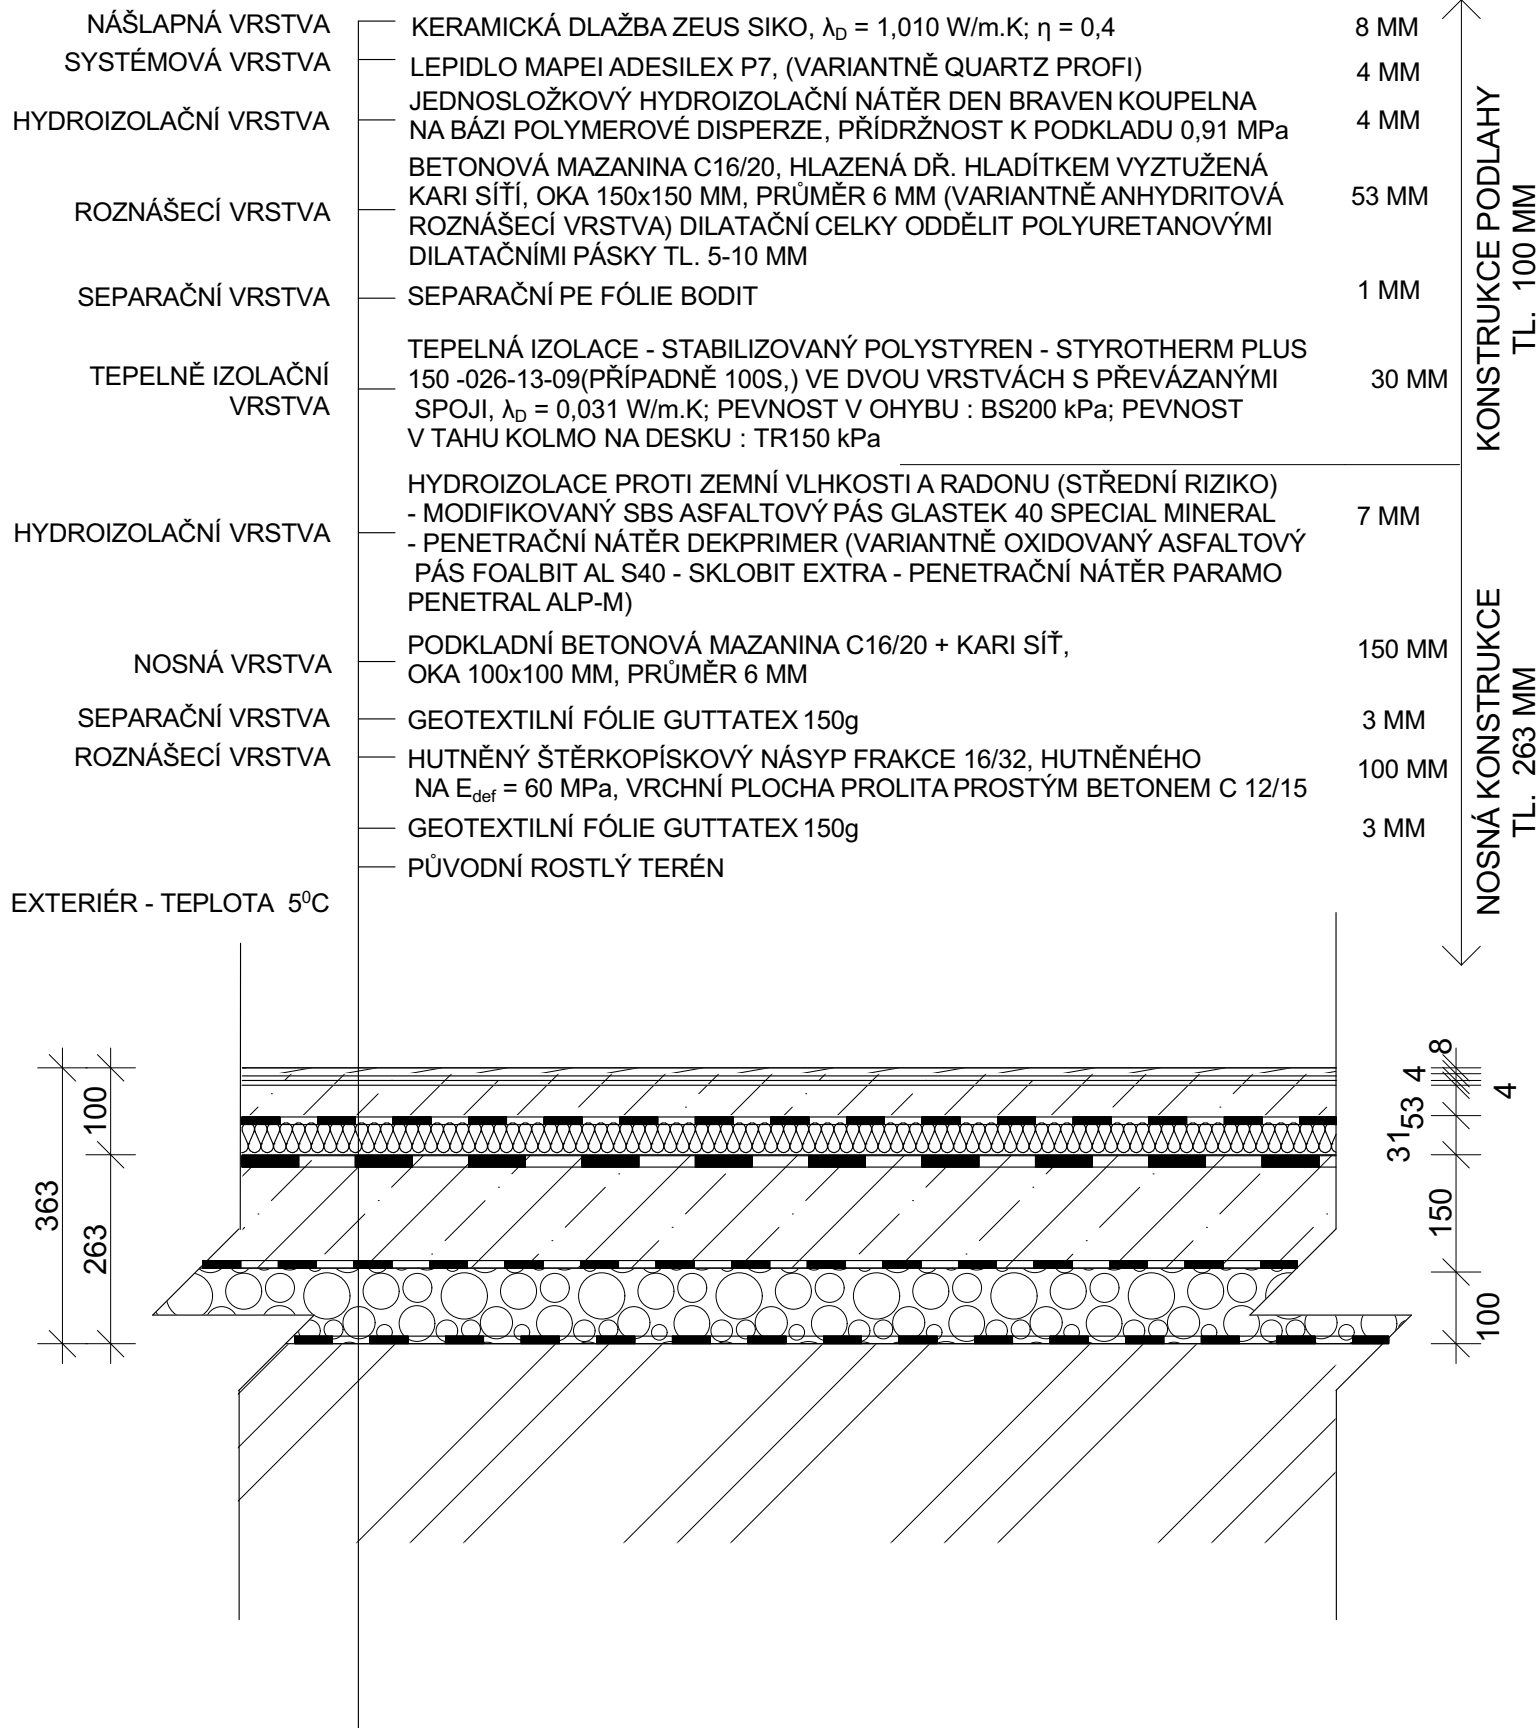 NÁŠLAPNÁ VRSTVA KERAMICKÁ DLAŽBA ZEUS SIKO, λD = 1,010 W/m.K; η = 0,4 8 MM
SYSTÉMOVÁ VRSTVA LEPIDLO MAPEI ADESILEX P7, (VARIANTNĚ QUARTZ PROFI) 4 MM
JEDNOSLOŽKOVÝ HYDROIZOLAČNÍ NÁTĚR DEN BRAVEN KOUPELNA
HYDROIZOLAČNÍ VRSTVA NA BÁZI POLYMEROVÉ DISPERZE, PŘÍDRŽNOST K PODKLADU 0,91 MPa 4 MM
BETONOVÁ MAZANINA C16/20, HLAZENÁ DŘ. HLADÍTKEM VYZTUŽENÁ
KARI SÍŤÍ, OKA 150x150 MM, PRŮMĚR 6 MM (VARIANTNĚ ANHYDRITOVÁ 53 MM
ROZNÁŠECÍ VRSTVA ROZNÁŠECÍ VRSTVA) DILATAČNÍ CELKY ODDĚLIT POLYURETANOVÝMI
DILATAČNÍMI PÁSKY TL. 5-10 MM
SEPARAČNÍ VRSTVA SEPARAČNÍ PE FÓLIE BODIT 1 MM
TEPELNÁ IZOLACE - STABILIZOVANÝ POLYSTYREN - STYROTHERM PLUS
TEPELNĚ IZOLAČNÍ 150 -026-13-09(PŘÍPADNĚ 100S,) VE DVOU VRSTVÁCH S PŘEVÁZANÝMI 30 MM
VRSTVA SPOJI, λD = 0,031 W/m.K; PEVNOST V OHYBU : BS200 kPa; PEVNOST
V TAHU KOLMO NA DESKU : TR150 kPa
KONSTRUKCE PODLAHY
TL. 100 MM
HYDROIZOLACE PROTI ZEMNÍ VLHKOSTI A RADONU (STŘEDNÍ RIZIKO)
- MODIFIKOVANÝ SBS ASFALTOVÝ PÁS GLASTEK 40 SPECIAL MINERAL 7 MM
HYDROIZOLAČNÍ VRSTVA - PENETRAČNÍ NÁTĚR DEKPRIMER (VARIANTNĚ OXIDOVANÝ ASFALTOVÝ
PÁS FOALBIT AL S40 - SKLOBIT EXTRA - PENETRAČNÍ NÁTĚR PARAMO
PENETRAL ALP-M)
PODKLADNÍ BETONOVÁ MAZANINA C16/20 + KARI SÍŤ, 150 MM
NOSNÁ VRSTVA OKA 100x100 MM, PRŮMĚR 6 MM
SEPARAČNÍ VRSTVA GEOTEXTILNÍ FÓLIE GUTTATEX 150g 3 MM
ROZNÁŠECÍ VRSTVA HUTNĚNÝ ŠTĚRKOPÍSKOVÝ NÁSYP FRAKCE 16/32, HUTNĚNÉHO 100 MM
NA Edef = 60 MPa, VRCHNÍ PLOCHA PROLITA PROSTÝM BETONEM C 12/15
GEOTEXTILNÍ FÓLIE GUTTATEX 150g 3 MM
PŮVODNÍ ROSTLÝ TERÉN
NOSNÁ KONSTRUKCE
TL. 263 MM
EXTERIÉR - TEPLOTA 5⁰C
363
100
263
8
4
4
53
31
150
100